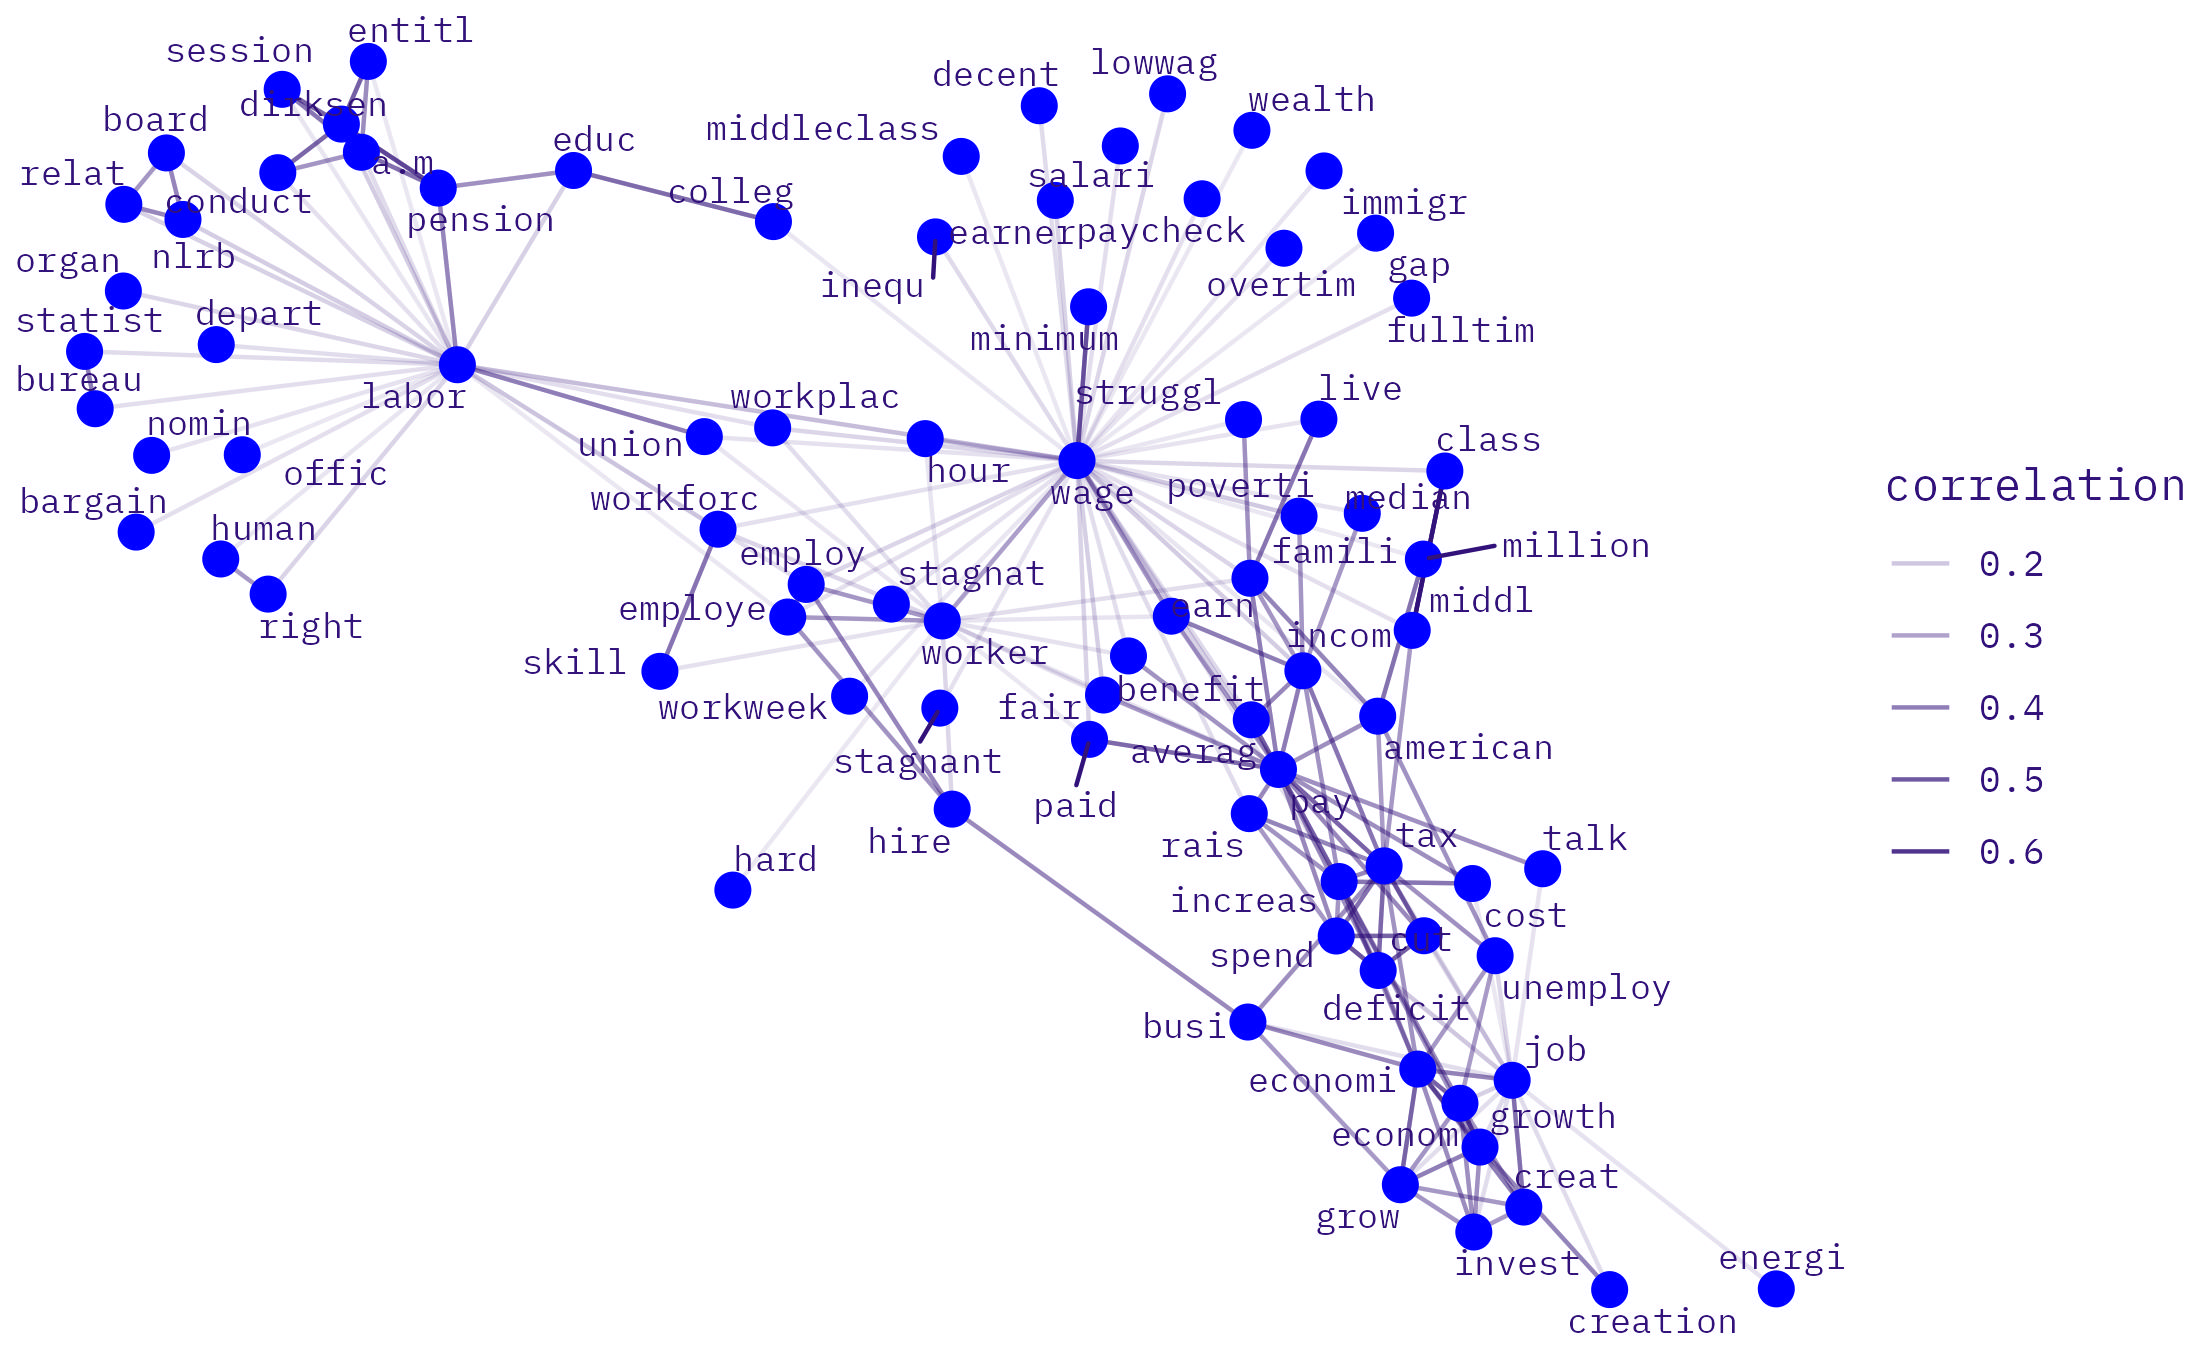 entitl
session
dirksen
board
a.m
relat
conduct
pension
educ
colleg
nlrb
organ
statist
depart
bureau
labor
nomin
offic
bargain
human
right
decent
lowwag
wealth
middleclass
salari
immigr
earner
paycheck
inequ
overtim
gap
minimum
fulltim
workplac
struggl
live
union
hour
wage
class
workforc
poverti
median
employ
famili
million
stagnat
employe
earn
middl
worker
incom
skill
workweek
fair
benefit
stagnant
averag
american
paid
pay
hire
rais
tax
talk
hard
increas
cost
spend
cut
unemploy
busi
deficit
job
economi
growth
econom
creat
grow
invest
energi
creation
correlation
0.2
0.3
0.4
0.5
0.6